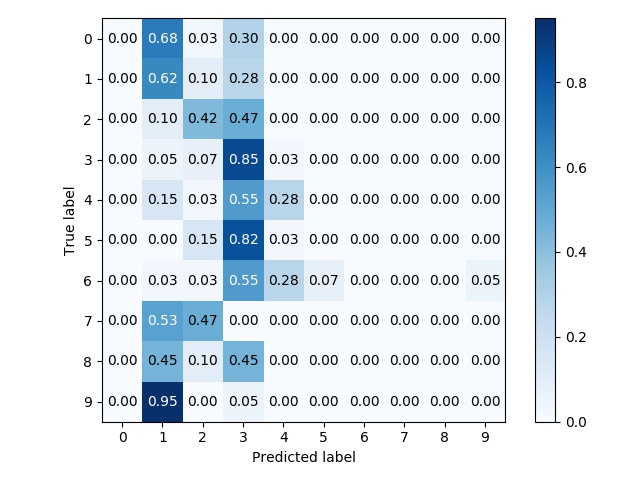 0 0.00 0.68 0.03 0.30 0.00 0.00 0.00 0.00 0.00 0.00
1 0.00 0.62 0.10 0.28 0.00 0.00 0.00 0.00 0.00 0.00
2 0.00 0.10 0.42 0.47 0.00 0.00 0.00 0.00 0.00 0.00
3 0.00 0.05 0.07 0.85 0.03 0.00 0.00 0.00 0.00 0.00
4 0.00 0.15 0.03 0.55 0.28 0.00 0.00 0.00 0.00 0.00
5 0.00 0.00 0.15 0.82 0.03 0.00 0.00 0.00 0.00 0.00
6 0.00 0.03 0.03 0.55 0.28 0.07 0.00 0.00 0.00 0.05
7 0.00 0.53 0.47 0.00 0.00 0.00 0.00 0.00 0.00 0.00
8 0.00 0.45 0.10 0.45 0.00 0.00 0.00 0.00 0.00 0.00
9 0.00 0.95 0.00 0.05 0.00 0.00 0.00 0.00 0.00 0.00
0 1 2 3 4 5 6 7 8 9
Predicted label
True label
0.8
0.6
0.4
0.2
0.0